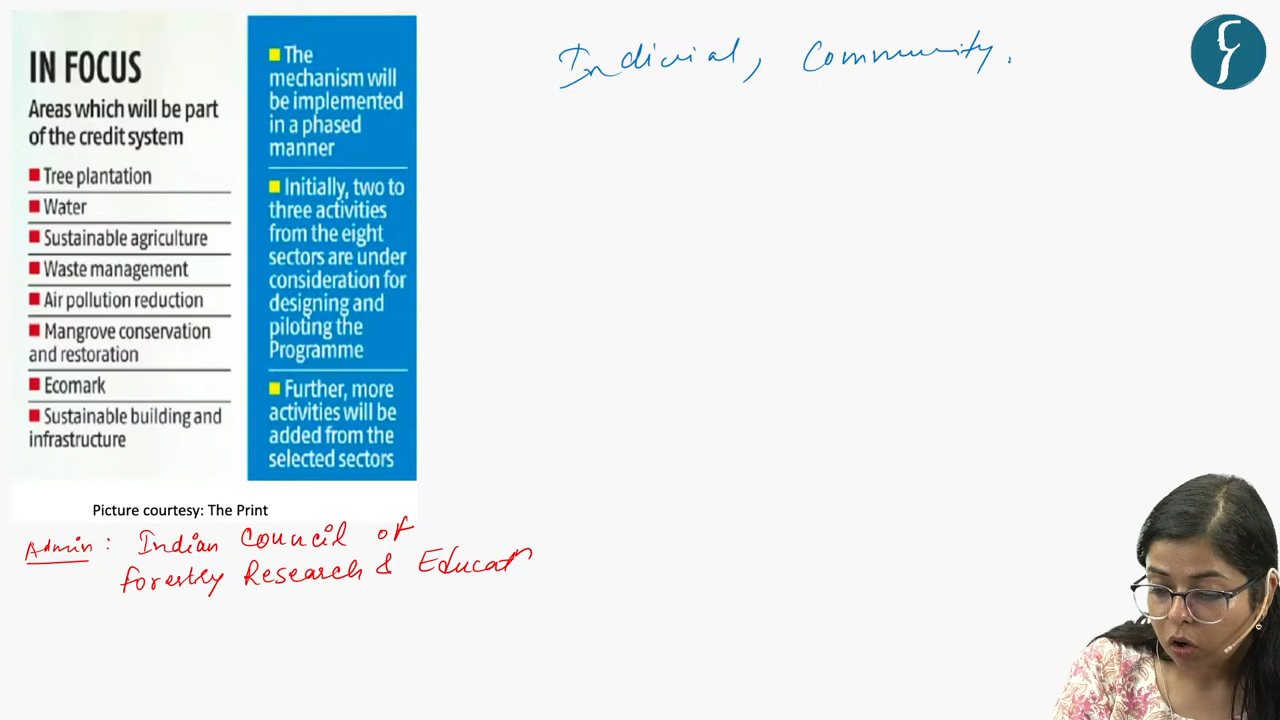 IN FOCUS
Areas which will be part
of the credit system
Tree plantation
Water
Sustainable agriculture
Waste management
Air pollution reduction
Mangrove conservation
and restoration
Ecomark
Sustainable building and
infrastructure
The
mechanism will
be implemented
in a phased
manner
Initially, two to
three activities
from the eight
sectors are under
consideration for
designing and
piloting the
Programme
Further, more
activities will be
added from the
selected sectors
Picture courtesy: The Print
Admin: Indian Council of
forestry Research & Educatn
Indivial, Community.